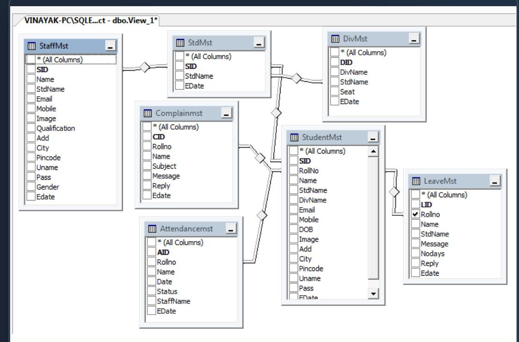 VINAYAK-PC\SQLE...ct - dbo.View_1*
StaffMst
* (All Columns)
SID
Name
StdName
Email
Mobile
Image
Qualification
Add
City
Pincode
Uname
Pass
Gender
Edate
StdMst
* (All Columns)
SID
StdName
EDate
DivMst
* (All Columns)
DID
DivName
StdName
Seat
EDate
Complainmst
* (All Columns)
CID
Rollno
Name
Subject
Message
Reply
Edate
StudentMst
* (All Columns)
SID
RollNo
Name
StdName
DivName
Email
Mobile
DOB
Image
Add
City
Pincode
Uname
Pass
EDate
LeaveMst
* (All Columns)
LID
Rollno
Name
StdName
Message
Nodays
Reply
Edate
Attendancemst
* (All Columns)
AID
Rollno
Name
Date
Status
StaffName
EDate